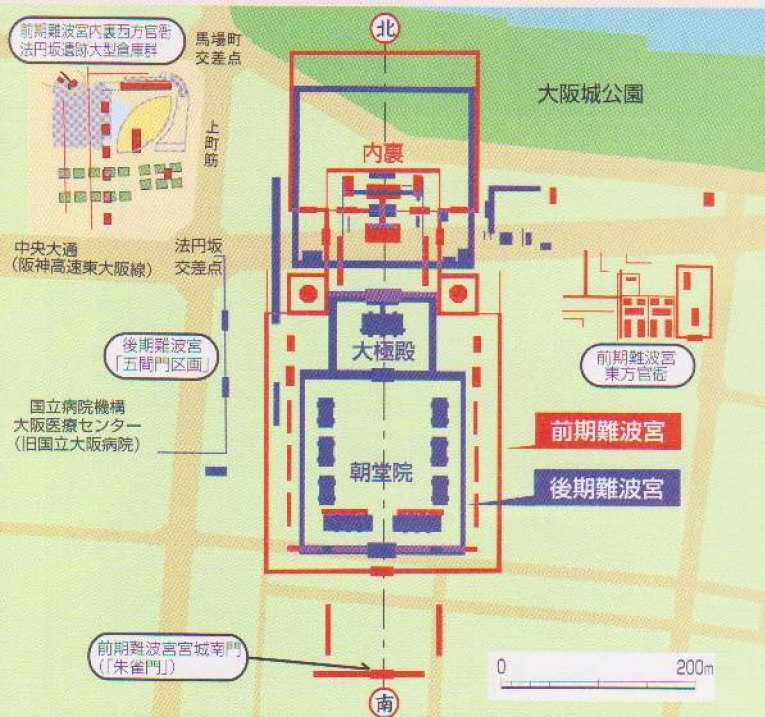 前期難波宮内裏西方官衙
法円坂遺跡大型倉庫群
馬場町
交差点
北
大阪城公園
上町筋
内裏
中央大通
(阪神高速東大阪線)
法円坂
交差点
後期難波宮
「五間門区画」
大極殿
前期難波宮
東方官衙
国立病院機構
大阪医療センター
(旧国立大阪病院)
前期難波宮
朝堂院
後期難波宮
前期難波宮宮城南門
(「朱雀門」)
0 200m
南